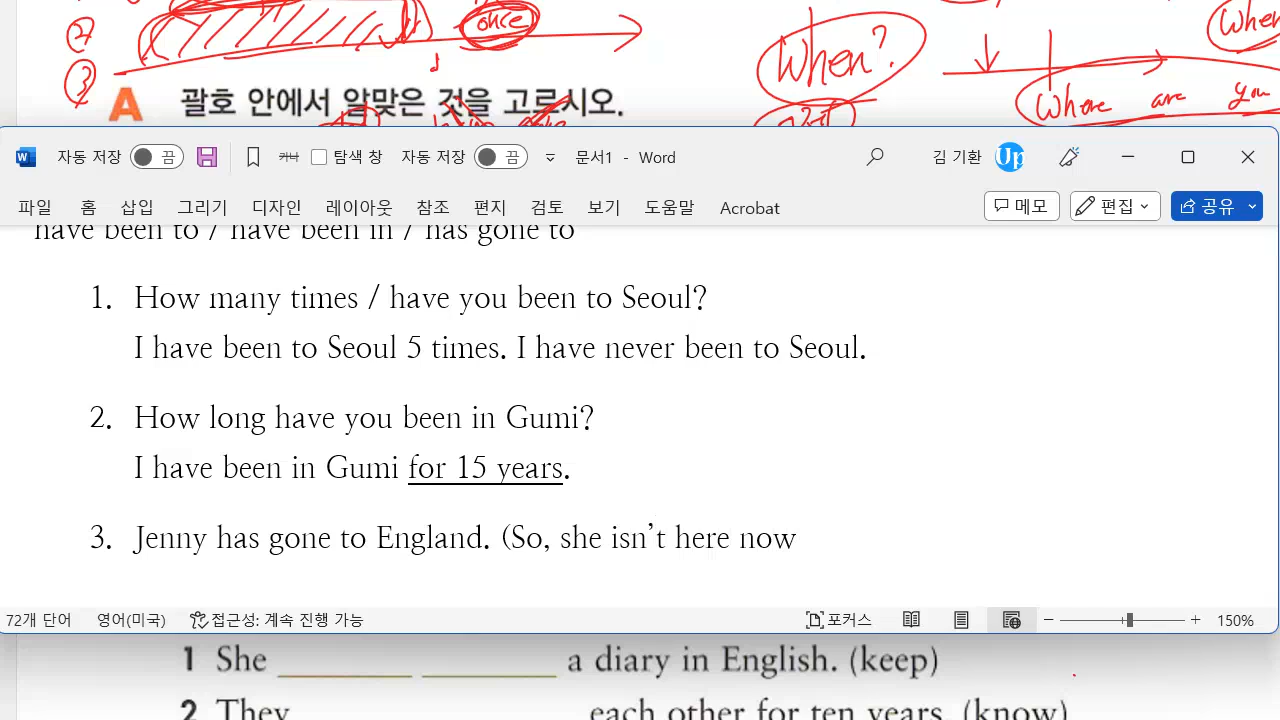 ② once When? When
③
A 괄호 안에서 알맞은 것을 고르시오. Where are you
자동 저장 끔 가나 탐색 창 자동 저장 끔 문서1 - Word 김 기환 Up
파일 홈 삽입 그리기 디자인 레이아웃 참조 편지 검토 보기 도움말 Acrobat 메모 편집 공유
have been to / have been in / has gone to
1. How many times / have you been to Seoul?
I have been to Seoul 5 times. I have never been to Seoul.
2. How long have you been in Gumi?
I have been in Gumi for 15 years.
3. Jenny has gone to England. (So, she isn't here now
72개 단어 영어(미국) 접근성: 계속 진행 가능 포커스 150%
1 She a diary in English. (keep)
2 They each other for ten years. (know)